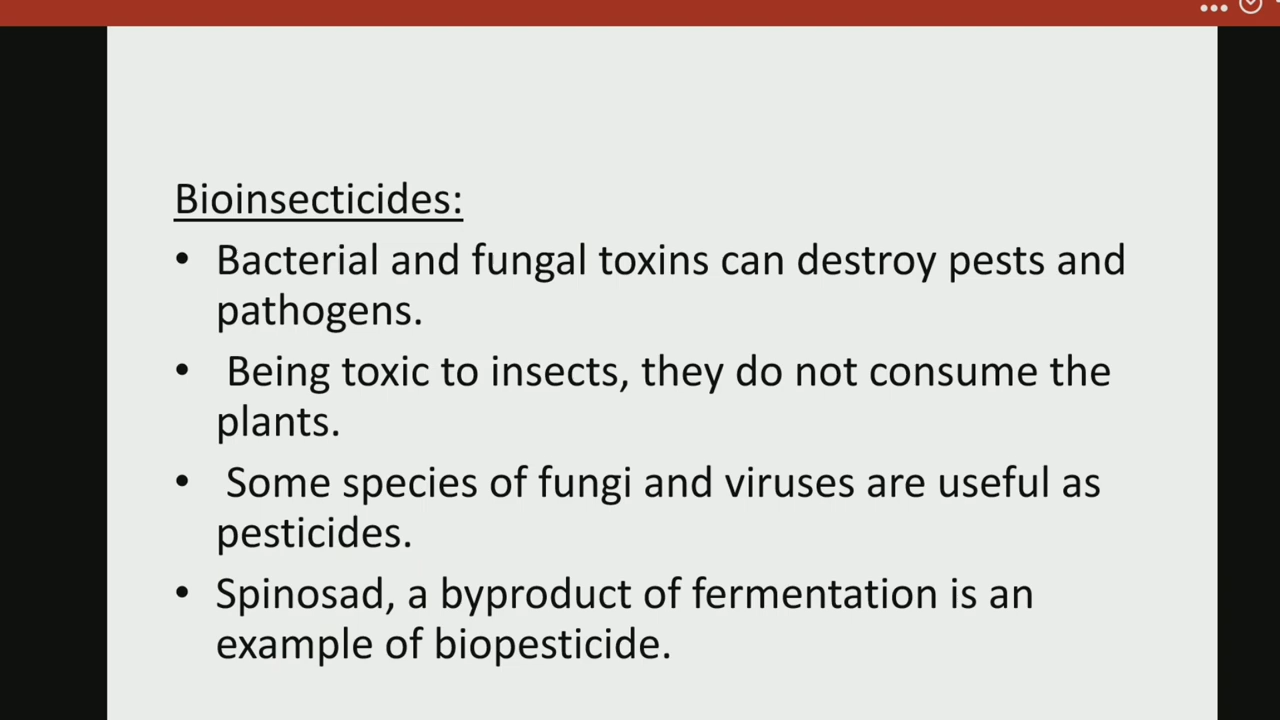 Bioinsecticides:
• Bacterial and fungal toxins can destroy pests and
pathogens.
• Being toxic to insects, they do not consume the
plants.
• Some species of fungi and viruses are useful as
pesticides.
• Spinosad, a byproduct of fermentation is an
example of biopesticide.